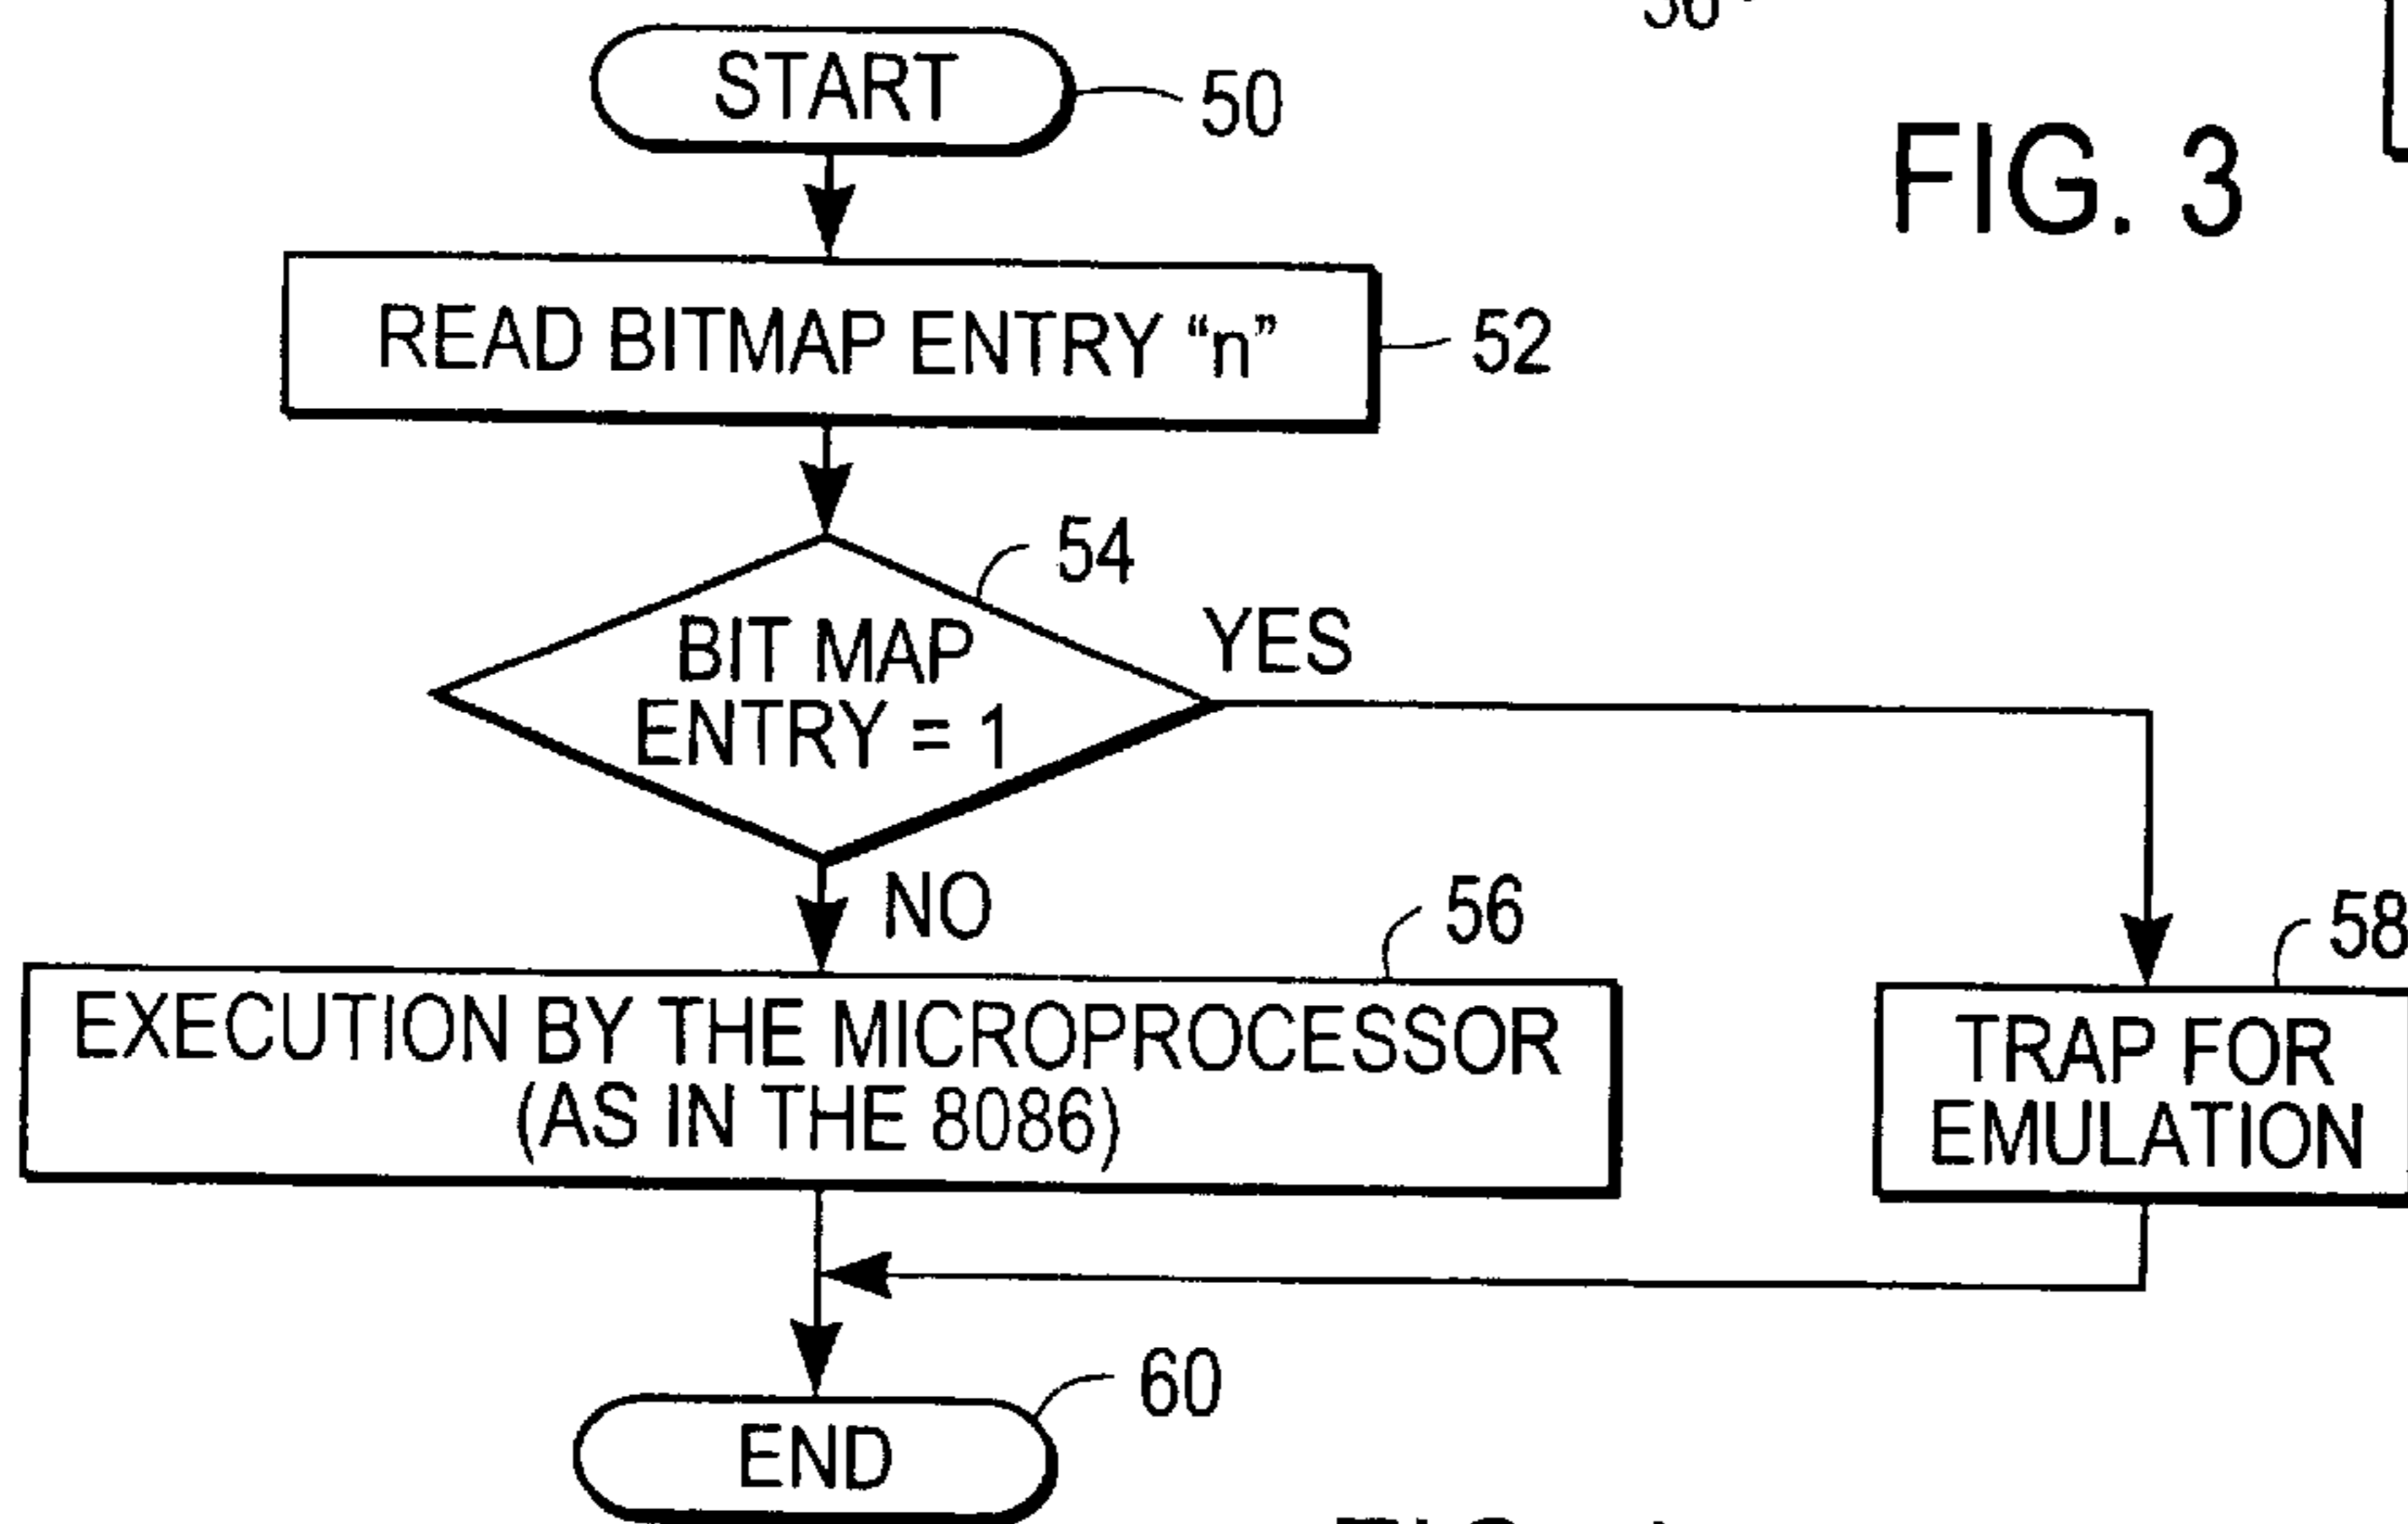 START
50
FIG. 3
READ BITMAP ENTRY “n”
52
54
BIT MAP
ENTRY = 1
YES
NO
56
58
EXECUTION BY THE MICROPROCESSOR
(AS IN THE 8086)
TRAP FOR
EMULATION
60
END